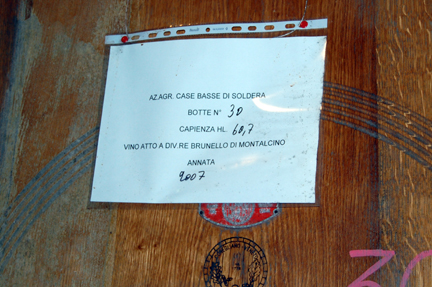 AZ.AGR. CASE BASSE DI SOLDERA
BOTTE N° 30
CAPIENZA HL 60,7
VINO ATTO A DIV.RE BRUNELLO DI MONTALCINO
ANNATA
2007
30